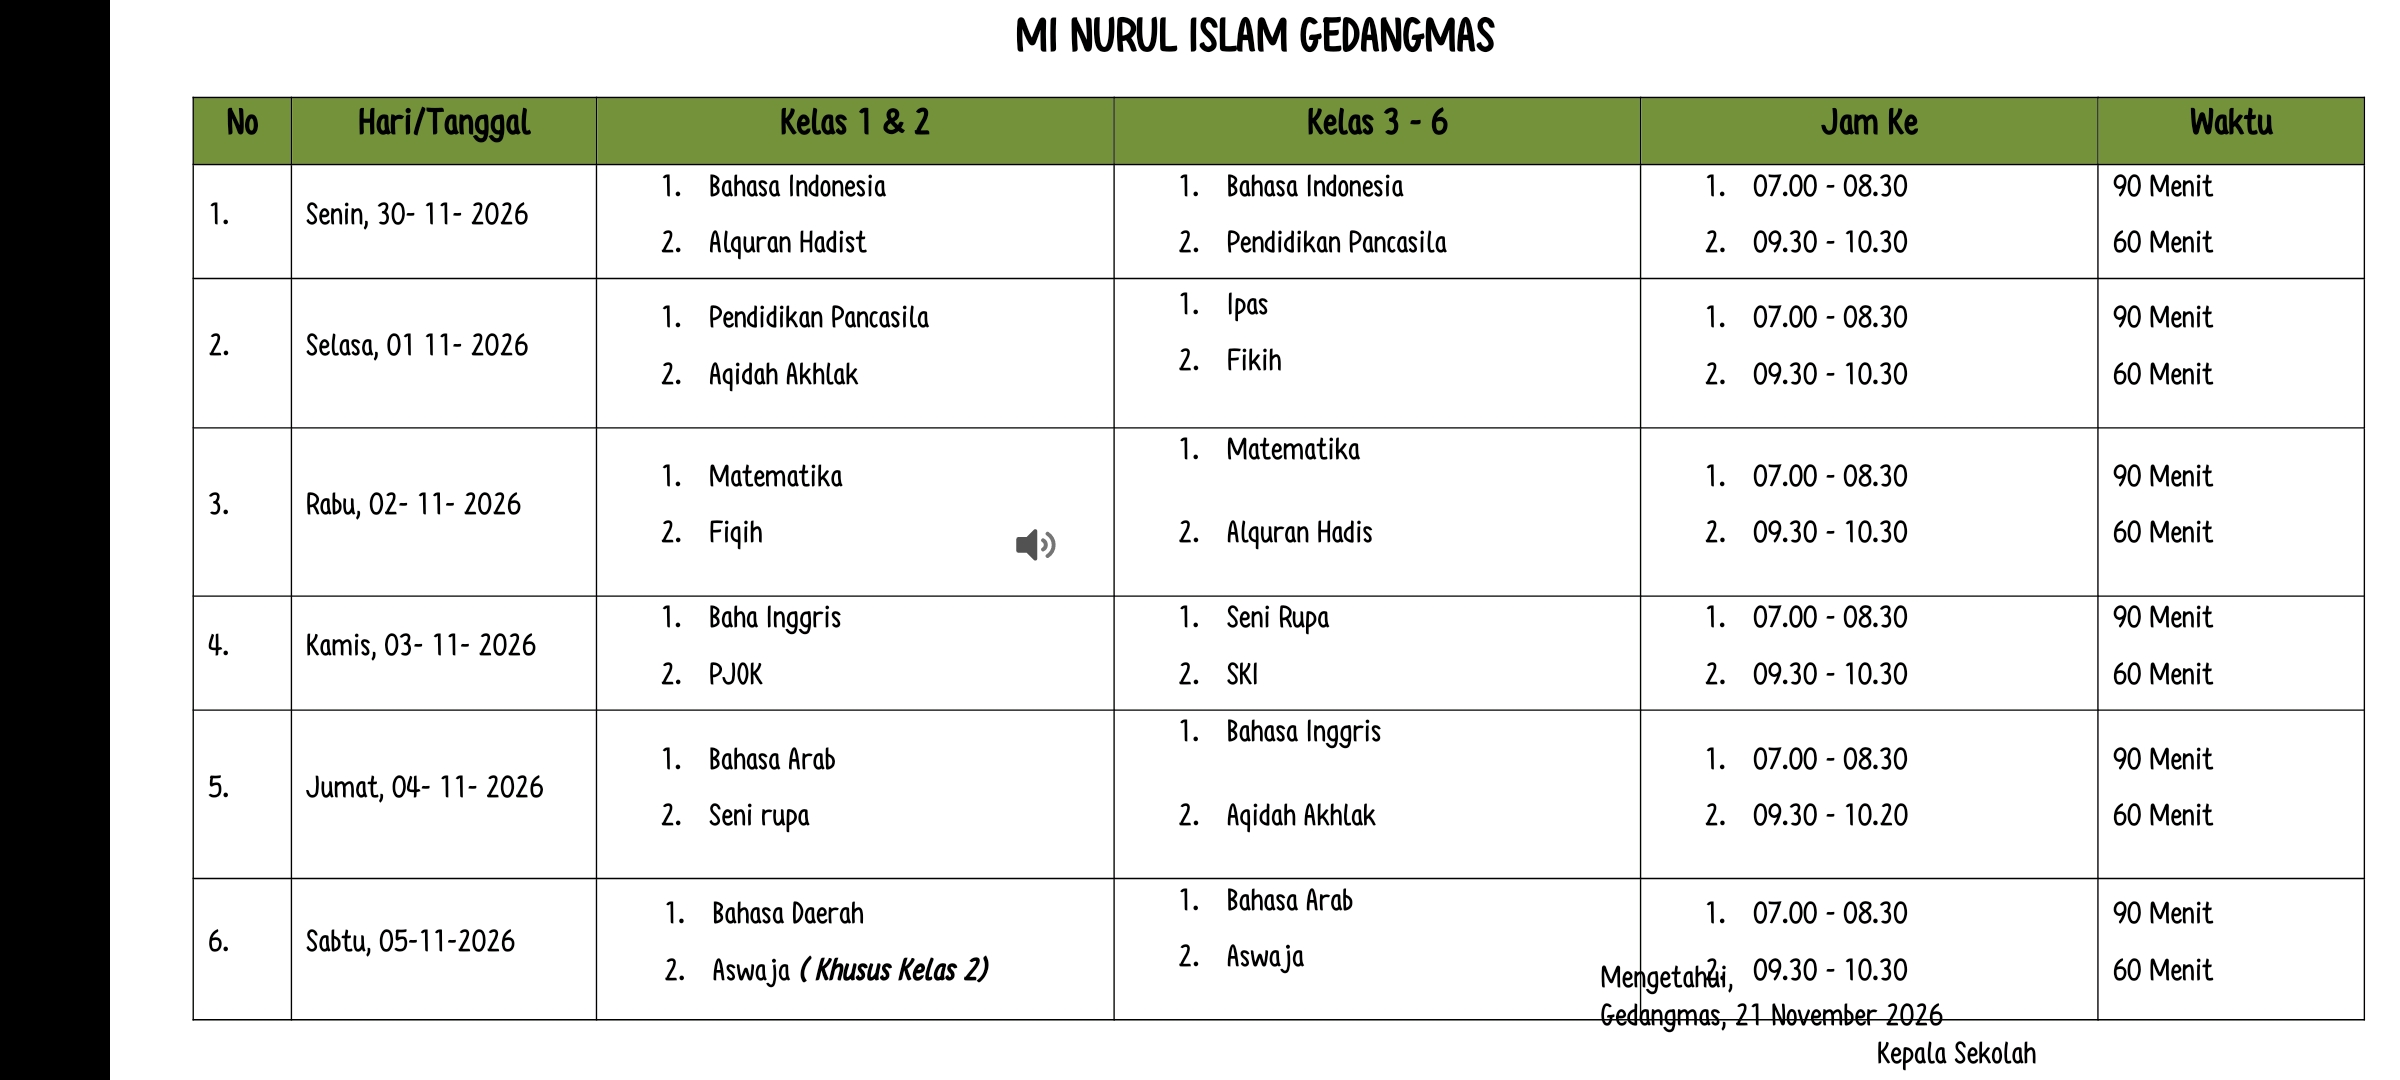 MI NURUL ISLAM GEDANGMAS
No Hari/Tanggal Kelas 1 & 2 Kelas 3 - 6 Jam Ke Waktu
1. Senin, 30- 11- 2026
1. Bahasa Indonesia
2. Alquran Hadist
1. Bahasa Indonesia
2. Pendidikan Pancasila
1. 07.00 - 08.30
2. 09.30 - 10.30
90 Menit
60 Menit
2. Selasa, 01 11- 2026
1. Pendidikan Pancasila
2. Aqidah Akhlak
1. Ipas
2. Fikih
1. 07.00 - 08.30
2. 09.30 - 10.30
90 Menit
60 Menit
3. Rabu, 02- 11- 2026
1. Matematika
2. Fiqih
1. Matematika
2. Alquran Hadis
1. 07.00 - 08.30
2. 09.30 - 10.30
90 Menit
60 Menit
4. Kamis, 03- 11- 2026
1. Baha Inggris
2. PJOK
1. Seni Rupa
2. SKI
1. 07.00 - 08.30
2. 09.30 - 10.30
90 Menit
60 Menit
5. Jumat, 04- 11- 2026
1. Bahasa Arab
2. Seni rupa
1. Bahasa Inggris
2. Aqidah Akhlak
1. 07.00 - 08.30
2. 09.30 - 10.20
90 Menit
60 Menit
6. Sabtu, 05-11-2026
1. Bahasa Daerah
2. Aswaja ( Khusus Kelas 2)
1. Bahasa Arab
2. Aswaja
1. 07.00 - 08.30
2. 09.30 - 10.30
90 Menit
60 Menit
Mengetahui,
Gedangmas, 21 November 2026
Kepala Sekolah